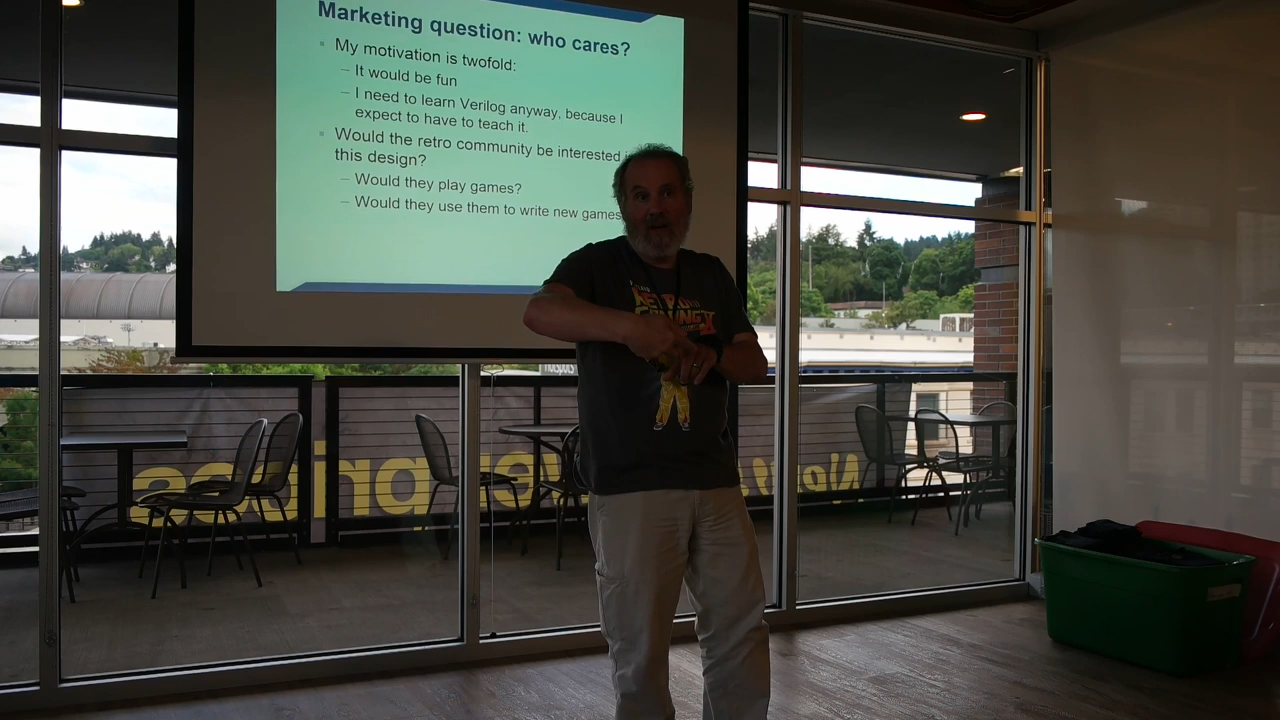 Marketing question: who cares?
My motivation is twofold:
– It would be fun
– I need to learn Verilog anyway, because I
expect to have to teach it.
Would the retro community be interested
this design?
– Would they play games?
– Would they use them to write new games
RETRO
GAMING